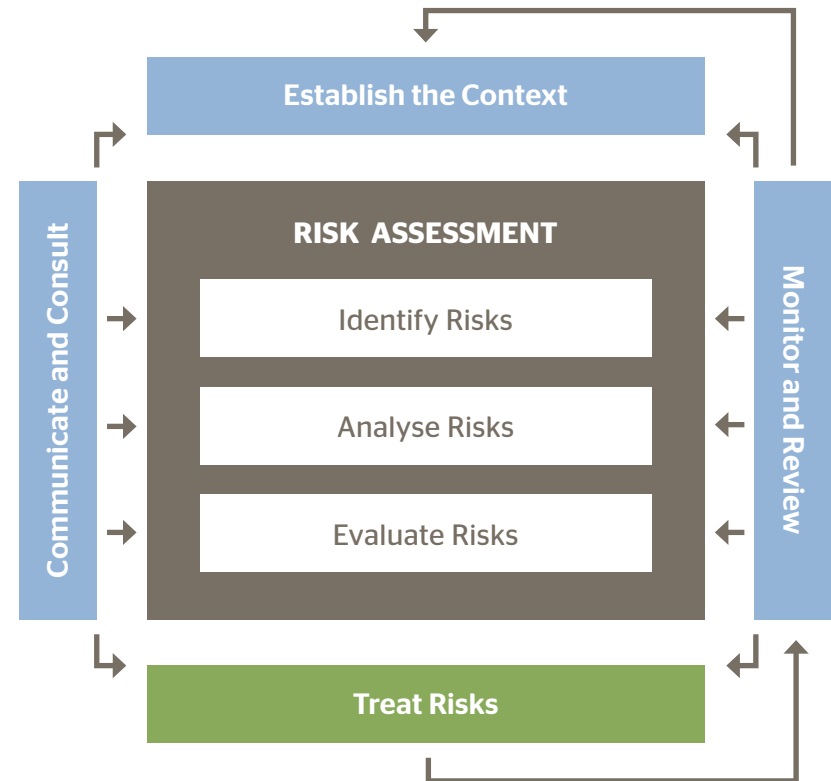 Establish the Context
Communicate and Consult
RISK ASSESSMENT
Identify Risks
Analyse Risks
Evaluate Risks
Monitor and Review
Treat Risks